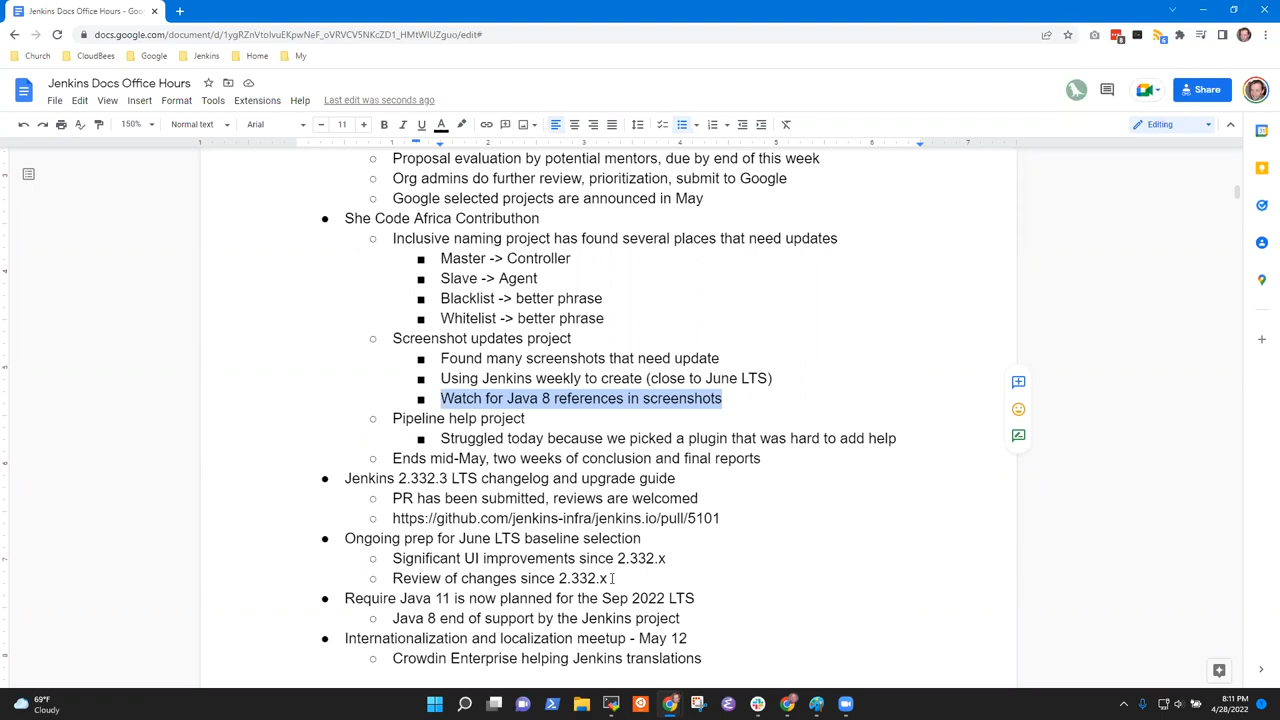 Jenkins Docs Office Hours - Goo
docs.google.com/document/d/1ygRZnVtoIvuEKpwNeF_oVRVCV5NKcZD1_HMtWIUZguo/edit#
Church
CloudBees
Google
Jenkins
Home
My
Jenkins Docs Office Hours
File Edit View Insert Format Tools Extensions Help Last edit was seconds ago
Share
150% Normal text Arial 11 Editing
1 1 2 3 4 5 6 7
Proposal evaluation by potential mentors, due by end of this week
Org admins do further review, prioritization, submit to Google
Google selected projects are announced in May
She Code Africa Contributhon
Inclusive naming project has found several places that need updates
Master -> Controller
Slave -> Agent
Blacklist -> better phrase
Whitelist -> better phrase
Screenshot updates project
Found many screenshots that need update
Using Jenkins weekly to create (close to June LTS)
Watch for Java 8 references in screenshots
Pipeline help project
Struggled today because we picked a plugin that was hard to add help
Ends mid-May, two weeks of conclusion and final reports
Jenkins 2.332.3 LTS changelog and upgrade guide
PR has been submitted, reviews are welcomed
https://github.com/jenkins-infra/jenkins.io/pull/5101
Ongoing prep for June LTS baseline selection
Significant UI improvements since 2.332.x
Review of changes since 2.332.x
Require Java 11 is now planned for the Sep 2022 LTS
Java 8 end of support by the Jenkins project
Internationalization and localization meetup - May 12
Crowdin Enterprise helping Jenkins translations
69°F
Cloudy
8:11 PM
4/28/2022